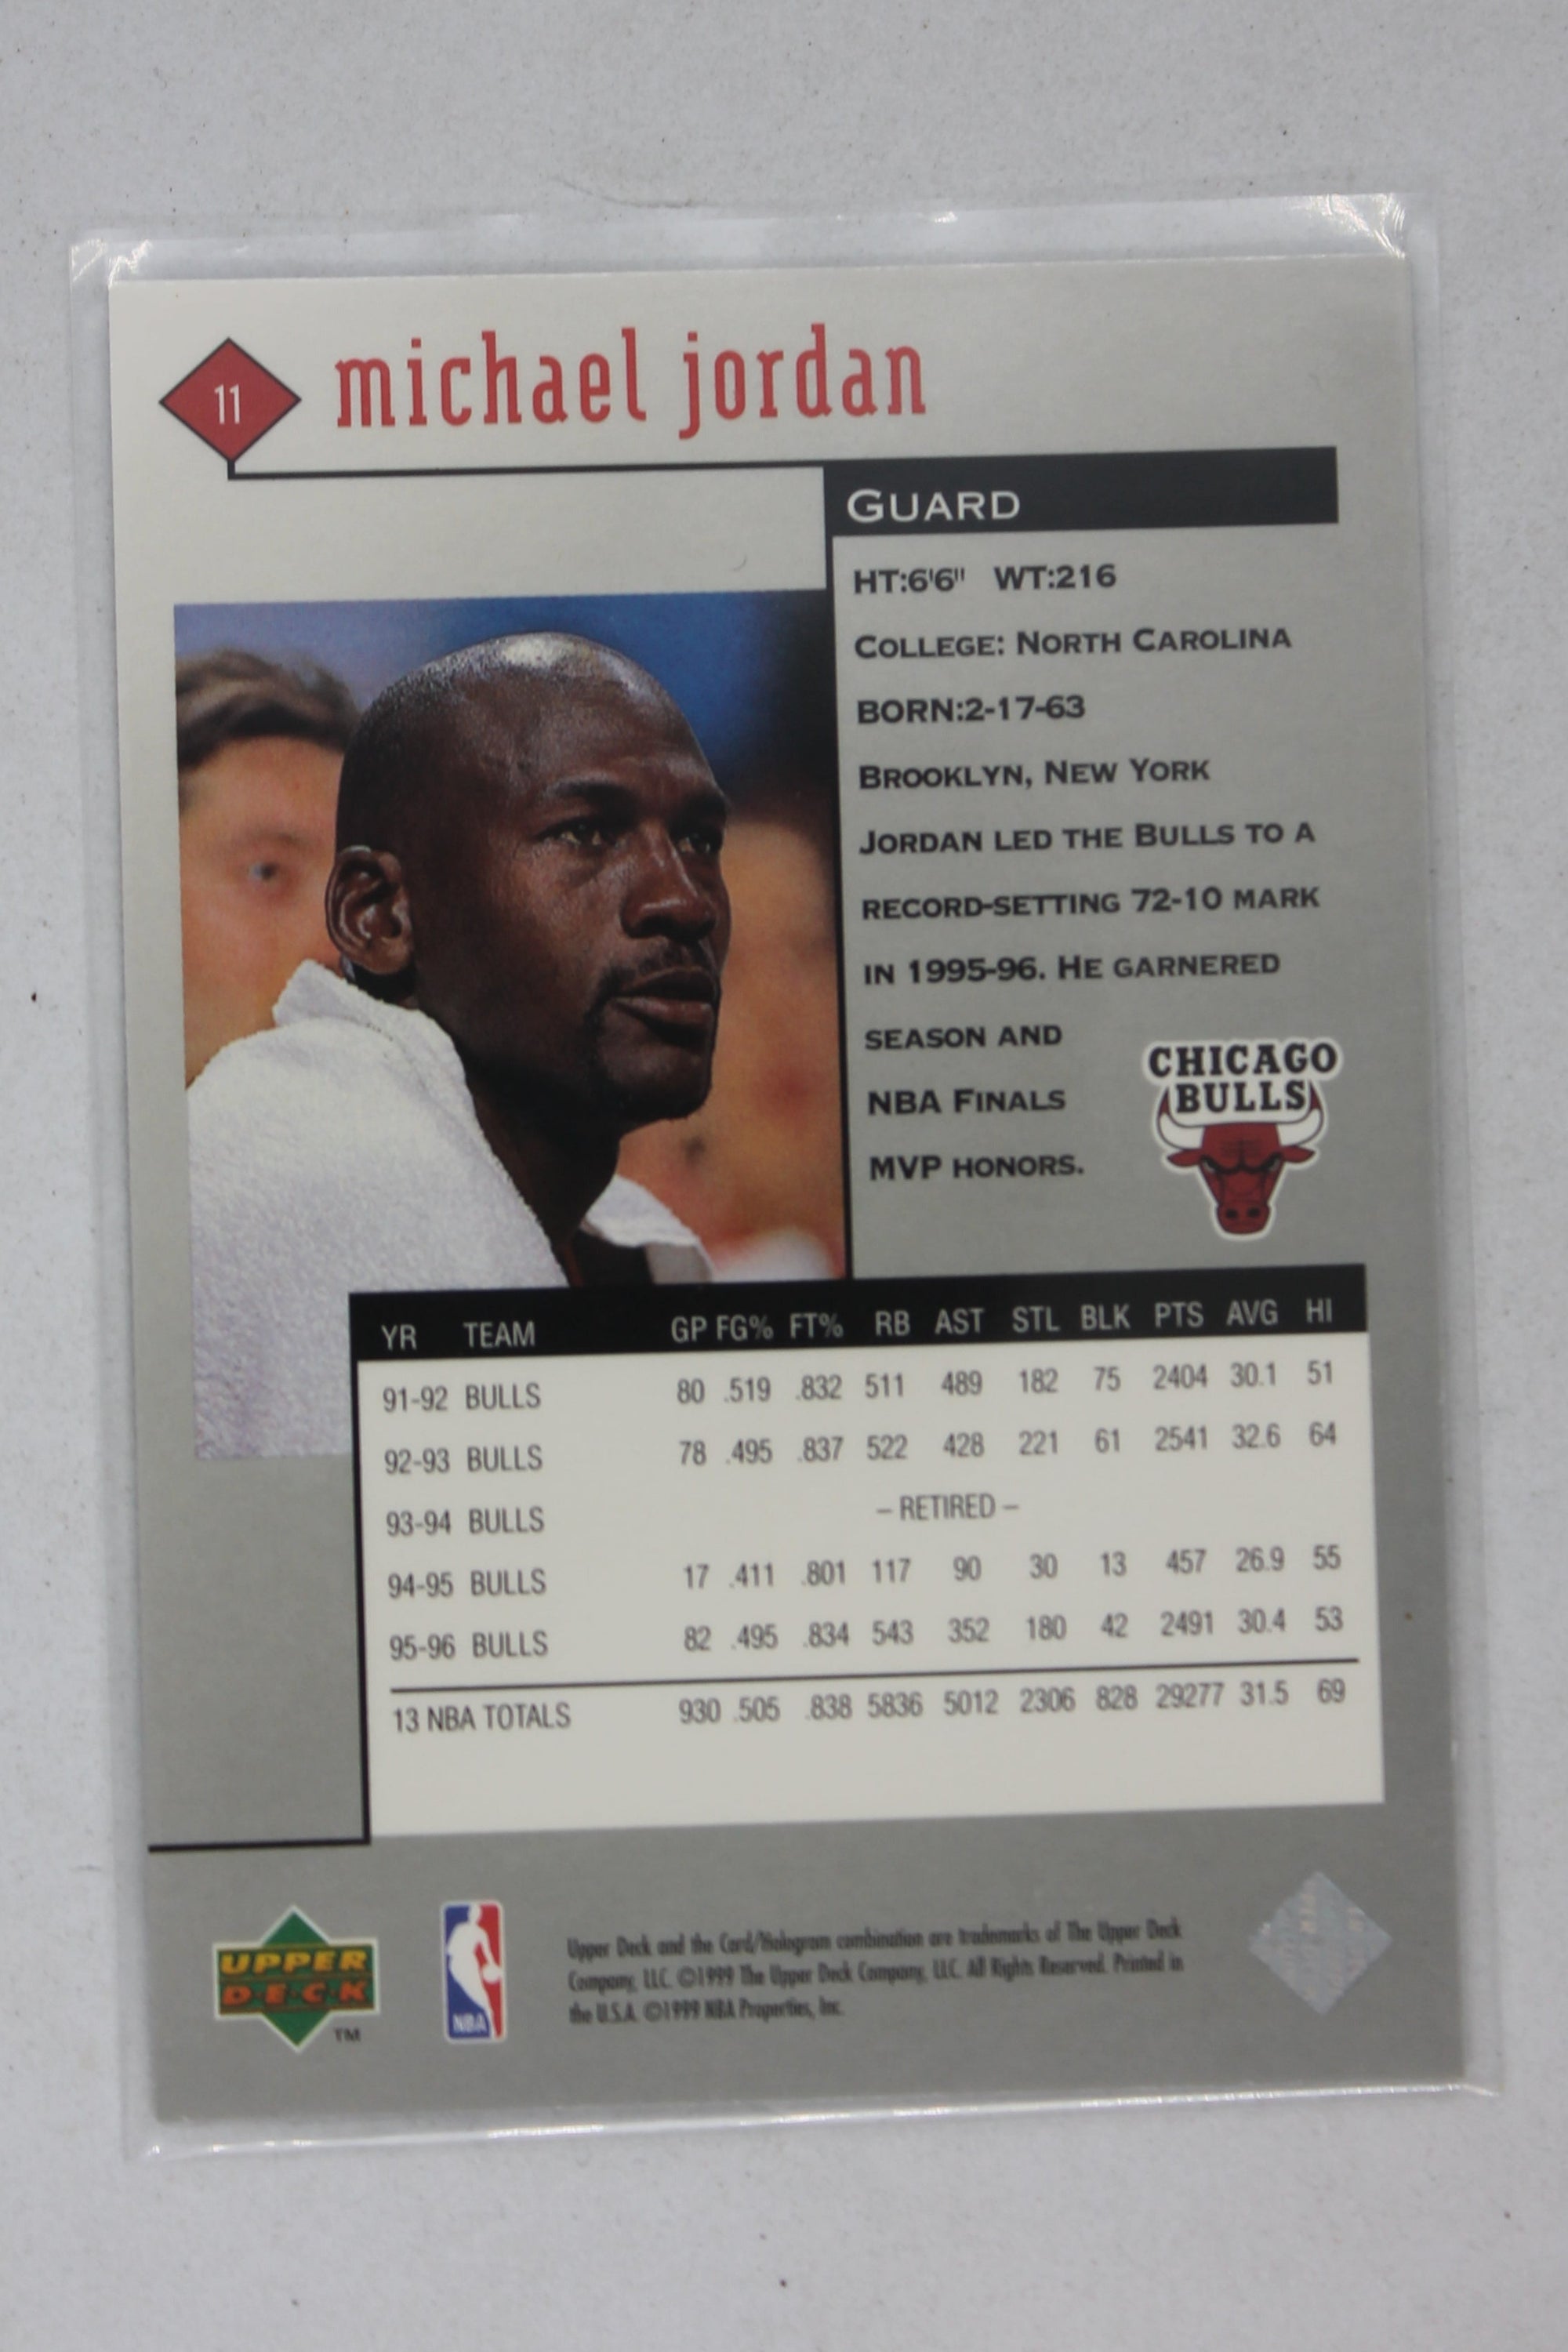 11
michael jordan
GUARD
HT:6'6" WT:216
COLLEGE: NORTH CAROLINA
BORN:2-17-63
BROOKLYN, NEW YORK
JORDAN LED THE BULLS TO A
RECORD-SETTING 72-10 MARK
IN 1995-96. HE GARNERED
SEASON AND
NBA FINALS
MVP HONORS.
CHICAGO
BULLS
YR TEAM GP FG% FT% RB AST STL BLK PTS AVG HI
91-92 BULLS 80 .519 .832 511 489 182 75 2404 30.1 51
92-93 BULLS 78 .495 .837 522 428 221 61 2541 32.6 64
93-94 BULLS – RETIRED –
94-95 BULLS 17 .411 .801 117 90 30 13 457 26.9 55
95-96 BULLS 82 .495 .834 543 352 180 42 2491 30.4 53
13 NBA TOTALS 930 .505 .838 5836 5012 2306 828 29277 31.5 69
UPPER
DECK
TM
NBA
Upper Deck and the Card/Hologram combination are trademarks of The Upper Deck
Company, LLC. ©1999 The Upper Deck Company, LLC. All Rights Reserved. Printed in
the U.S.A. ©1999 NBA Properties, Inc.